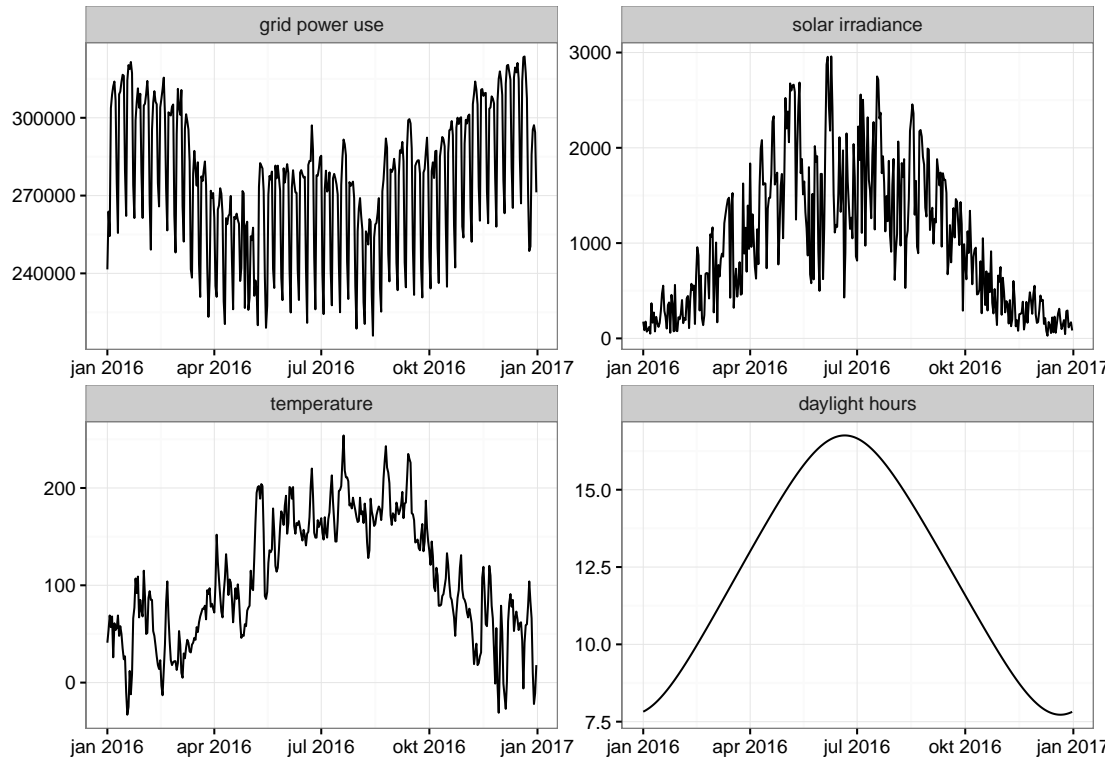 grid power use
300000
270000
240000
jan 2016 apr 2016 jul 2016 okt 2016 jan 2017
solar irradiance
3000
2000
1000
0
jan 2016 apr 2016 jul 2016 okt 2016 jan 2017
temperature
200
100
0
jan 2016 apr 2016 jul 2016 okt 2016 jan 2017
daylight hours
15.0
12.5
10.0
7.5
jan 2016 apr 2016 jul 2016 okt 2016 jan 2017